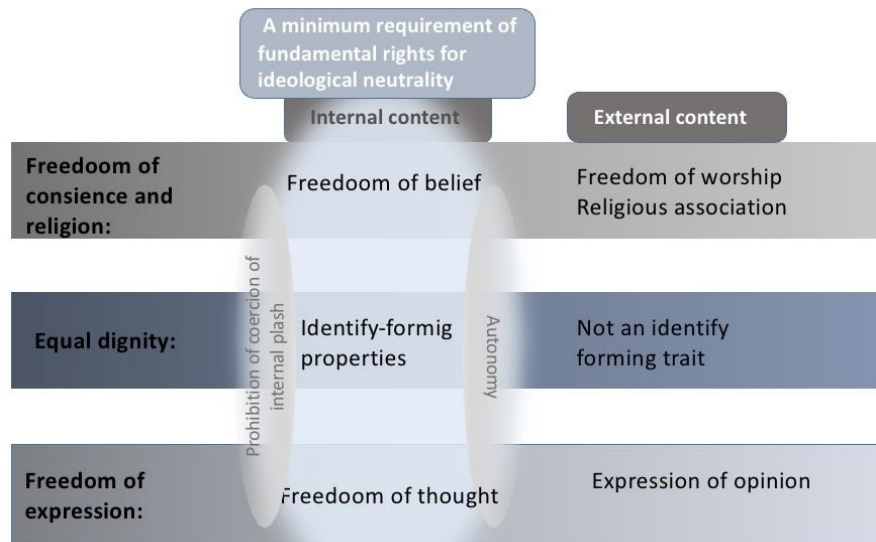 A minimum requirement of
fundamental rights for
ideological neutrality
Internal content
External content
Freedoom of
consience and
religion:
Freedoom of belief
Freedom of worship
Religious association
Prohibition of coercion of
internal plash
Equal dignity:
Identify-formig
properties
Autonomy
Not an identify
forming trait
Freedom of
expression:
Freedoom of thought
Expression of opinion